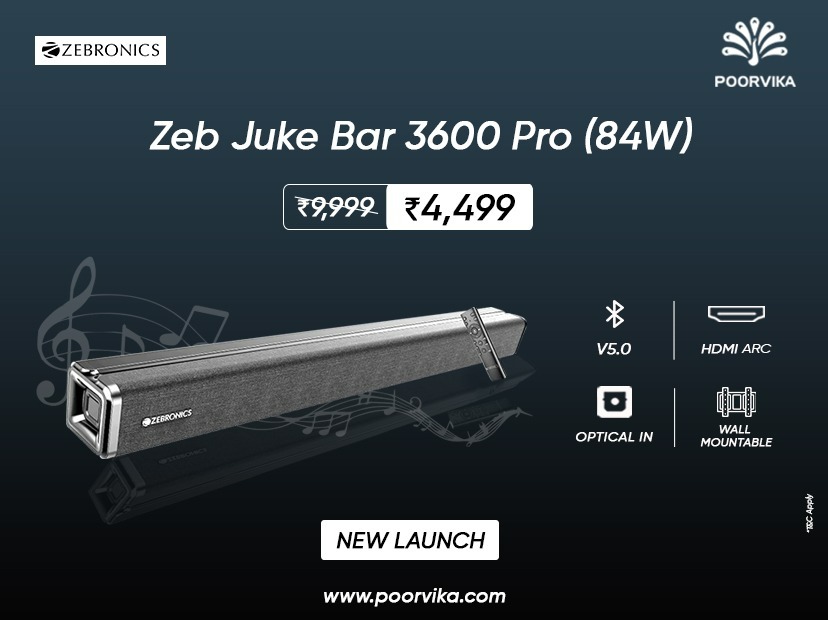 ZEBRONICS
POORVIKA
Zeb Juke Bar 3600 Pro (84W)
₹9,999 ₹4,499
V5.0
HDMI ARC
OPTICAL IN
WALL
MOUNTABLE
ZEBRONICS
*T&C Apply
NEW LAUNCH
www.poorvika.com